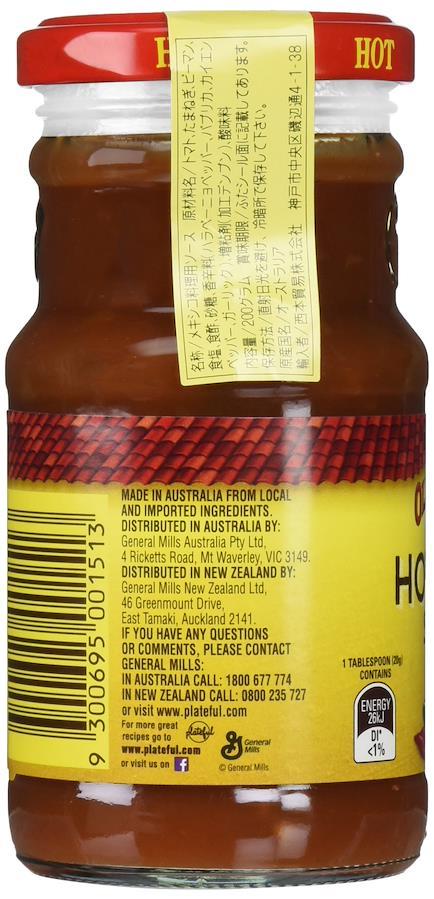 H
HOT
名称/メキシコ料理用ソース 原材料名/トマト、たまねぎ、ピーマン、
食塩、食酢、砂糖、香辛料(ハラペーニョペッパー、パプリカ、カイエン
ペッパー、ガーリック)、増粘剤(加工デンプン)、酸味料
内容量/200グラム 賞味期限/ふたシール面に記載してあります。
保存方法/直射日光を避け、冷暗所で保存して下さい。
原産国名/オーストラリア
輸入者/西本貿易株式会社 神戸市中央区磯辺通4-1-38
MADE IN AUSTRALIA FROM LOCAL
AND IMPORTED INGREDIENTS.
DISTRIBUTED IN AUSTRALIA BY:
General Mills Australia Pty Ltd,
4 Ricketts Road, Mt Waverley, VIC 3149.
DISTRIBUTED IN NEW ZEALAND BY:
General Mills New Zealand Ltd,
46 Greenmount Drive,
East Tamaki, Auckland 2141.
IF YOU HAVE ANY QUESTIONS
OR COMMENTS, PLEASE CONTACT
GENERAL MILLS:
IN AUSTRALIA CALL: 1800 677 774
IN NEW ZEALAND CALL: 0800 235 727
or visit www.plateful.com
For more great
recipes go to
www.plateful.com
or visit us on f
plateful
General
Mills
© General Mills
9 300695 001513
HO
1 TABLESPOON (20g)
CONTAINS
ENERGY
26kJ
DI*
<1%